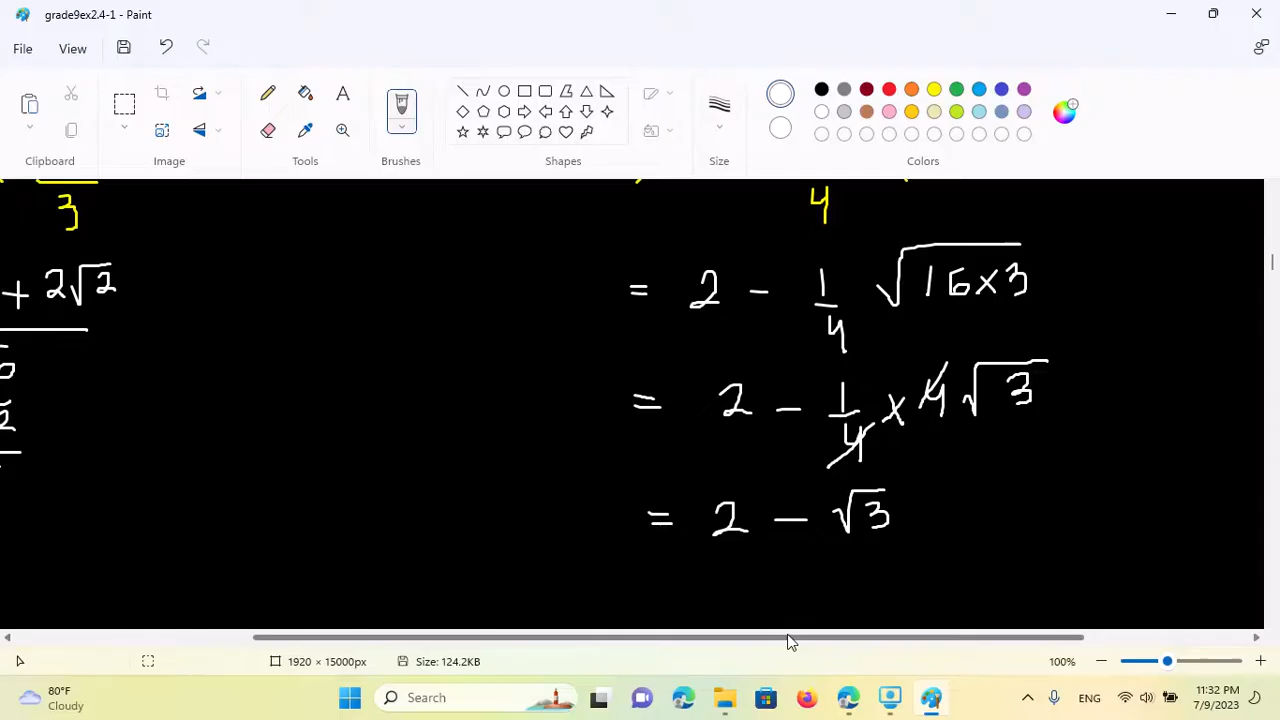 grade9ex2.4-1 - Paint
File View
A
Clipboard Image Tools Brushes Shapes Size Colors
3
4
+ 2√2
= 2 - 1/4 √16×3
= 2 - 1/4 × 4√3
2
= 2 - √3
1920 × 15000px Size: 124.2KB 100%
80°F
Cloudy
Search
ENG
11:32 PM
7/9/2023